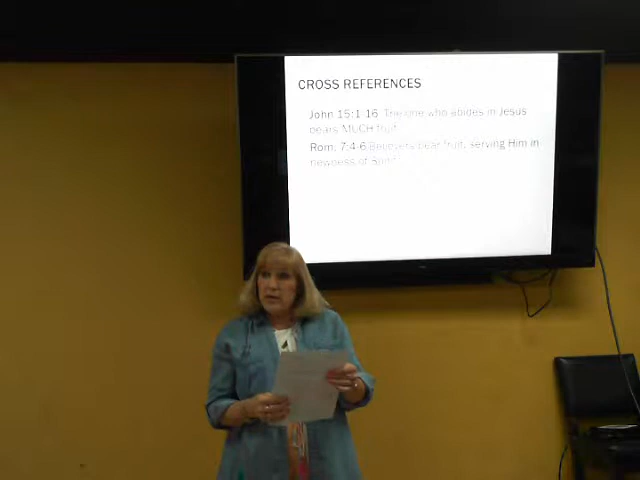 CROSS REFERENCES
John 15:1-16 The one who abides in Jesus
bears MUCH fruit.
Rom. 7:4-6 Believers bear fruit, serving Him in
newness of Spirit